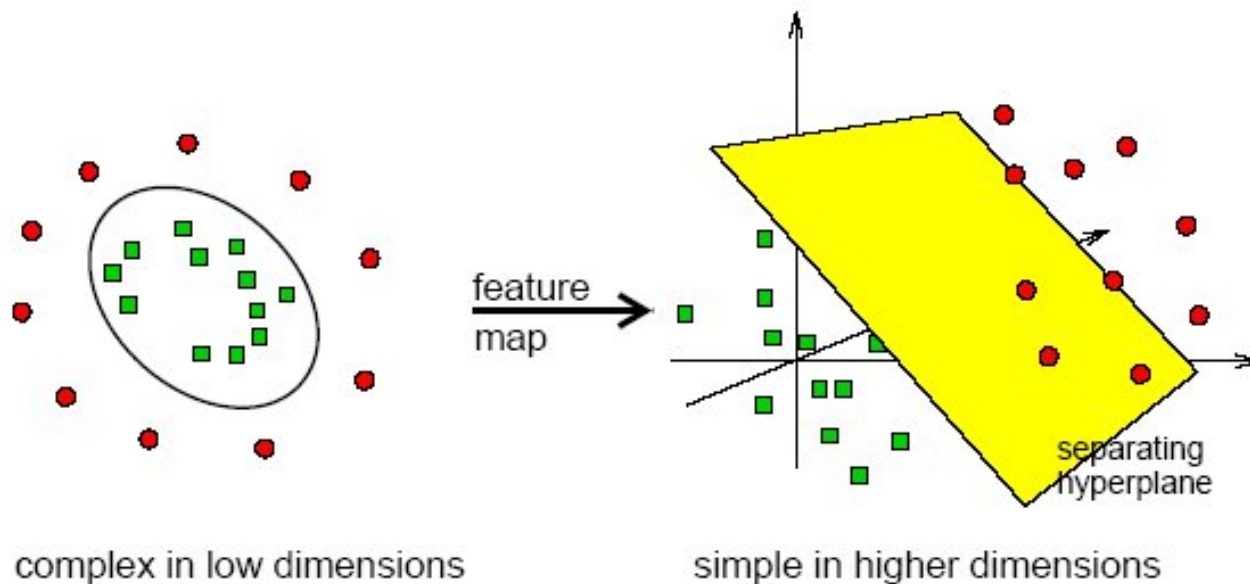 feature
map
separating
hyperplane
complex in low dimensions
simple in higher dimensions